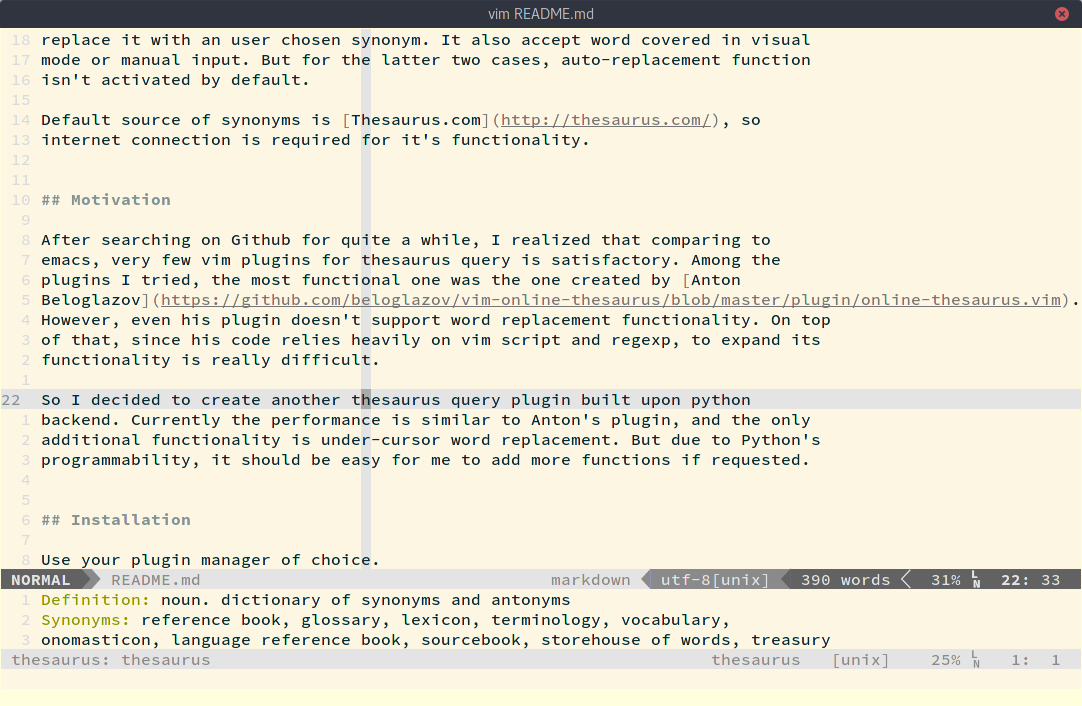 vim README.md
18 replace it with an user chosen synonym. It also accept word covered in visual
17 mode or manual input. But for the latter two cases, auto-replacement function
16 isn't activated by default.
15
14 Default source of synonyms is [Thesaurus.com](http://thesaurus.com/), so
13 internet connection is required for it's functionality.
12
11
10 ## Motivation
9
8 After searching on Github for quite a while, I realized that comparing to
7 emacs, very few vim plugins for thesaurus query is satisfactory. Among the
6 plugins I tried, the most functional one was the one created by [Anton
5 Beloglazov](https://github.com/beloglazov/vim-online-thesaurus/blob/master/plugin/online-thesaurus.vim).
4 However, even his plugin doesn't support word replacement functionality. On top
3 of that, since his code relies heavily on vim script and regexp, to expand its
2 functionality is really difficult.
1
22 So I decided to create another thesaurus query plugin built upon python
1 backend. Currently the performance is similar to Anton's plugin, and the only
2 additional functionality is under-cursor word replacement. But due to Python's
3 programmability, it should be easy for me to add more functions if requested.
4
5
6 ## Installation
7
8 Use your plugin manager of choice.
NORMAL README.md markdown utf-8[unix] 390 words 31% LN 22: 33
1 Definition: noun. dictionary of synonyms and antonyms
2 Synonyms: reference book, glossary, lexicon, terminology, vocabulary,
3 onomasticon, language reference book, sourcebook, storehouse of words, treasury
thesaurus: thesaurus thesaurus [unix] 25% LN 1: 1